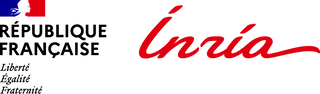 RÉPUBLIQUE
FRANÇAISE
Liberté
Égalité
Fraternité
Inria